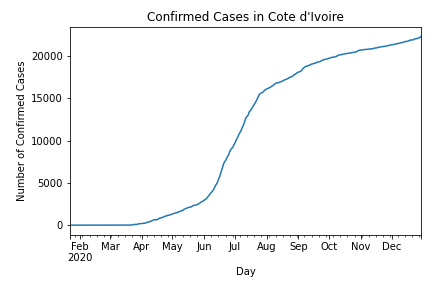 Confirmed Cases in Cote d'Ivoire
Number of Confirmed Cases
20000
15000
10000
5000
0
Feb Mar Apr May Jun Jul Aug Sep Oct Nov Dec
2020
Day